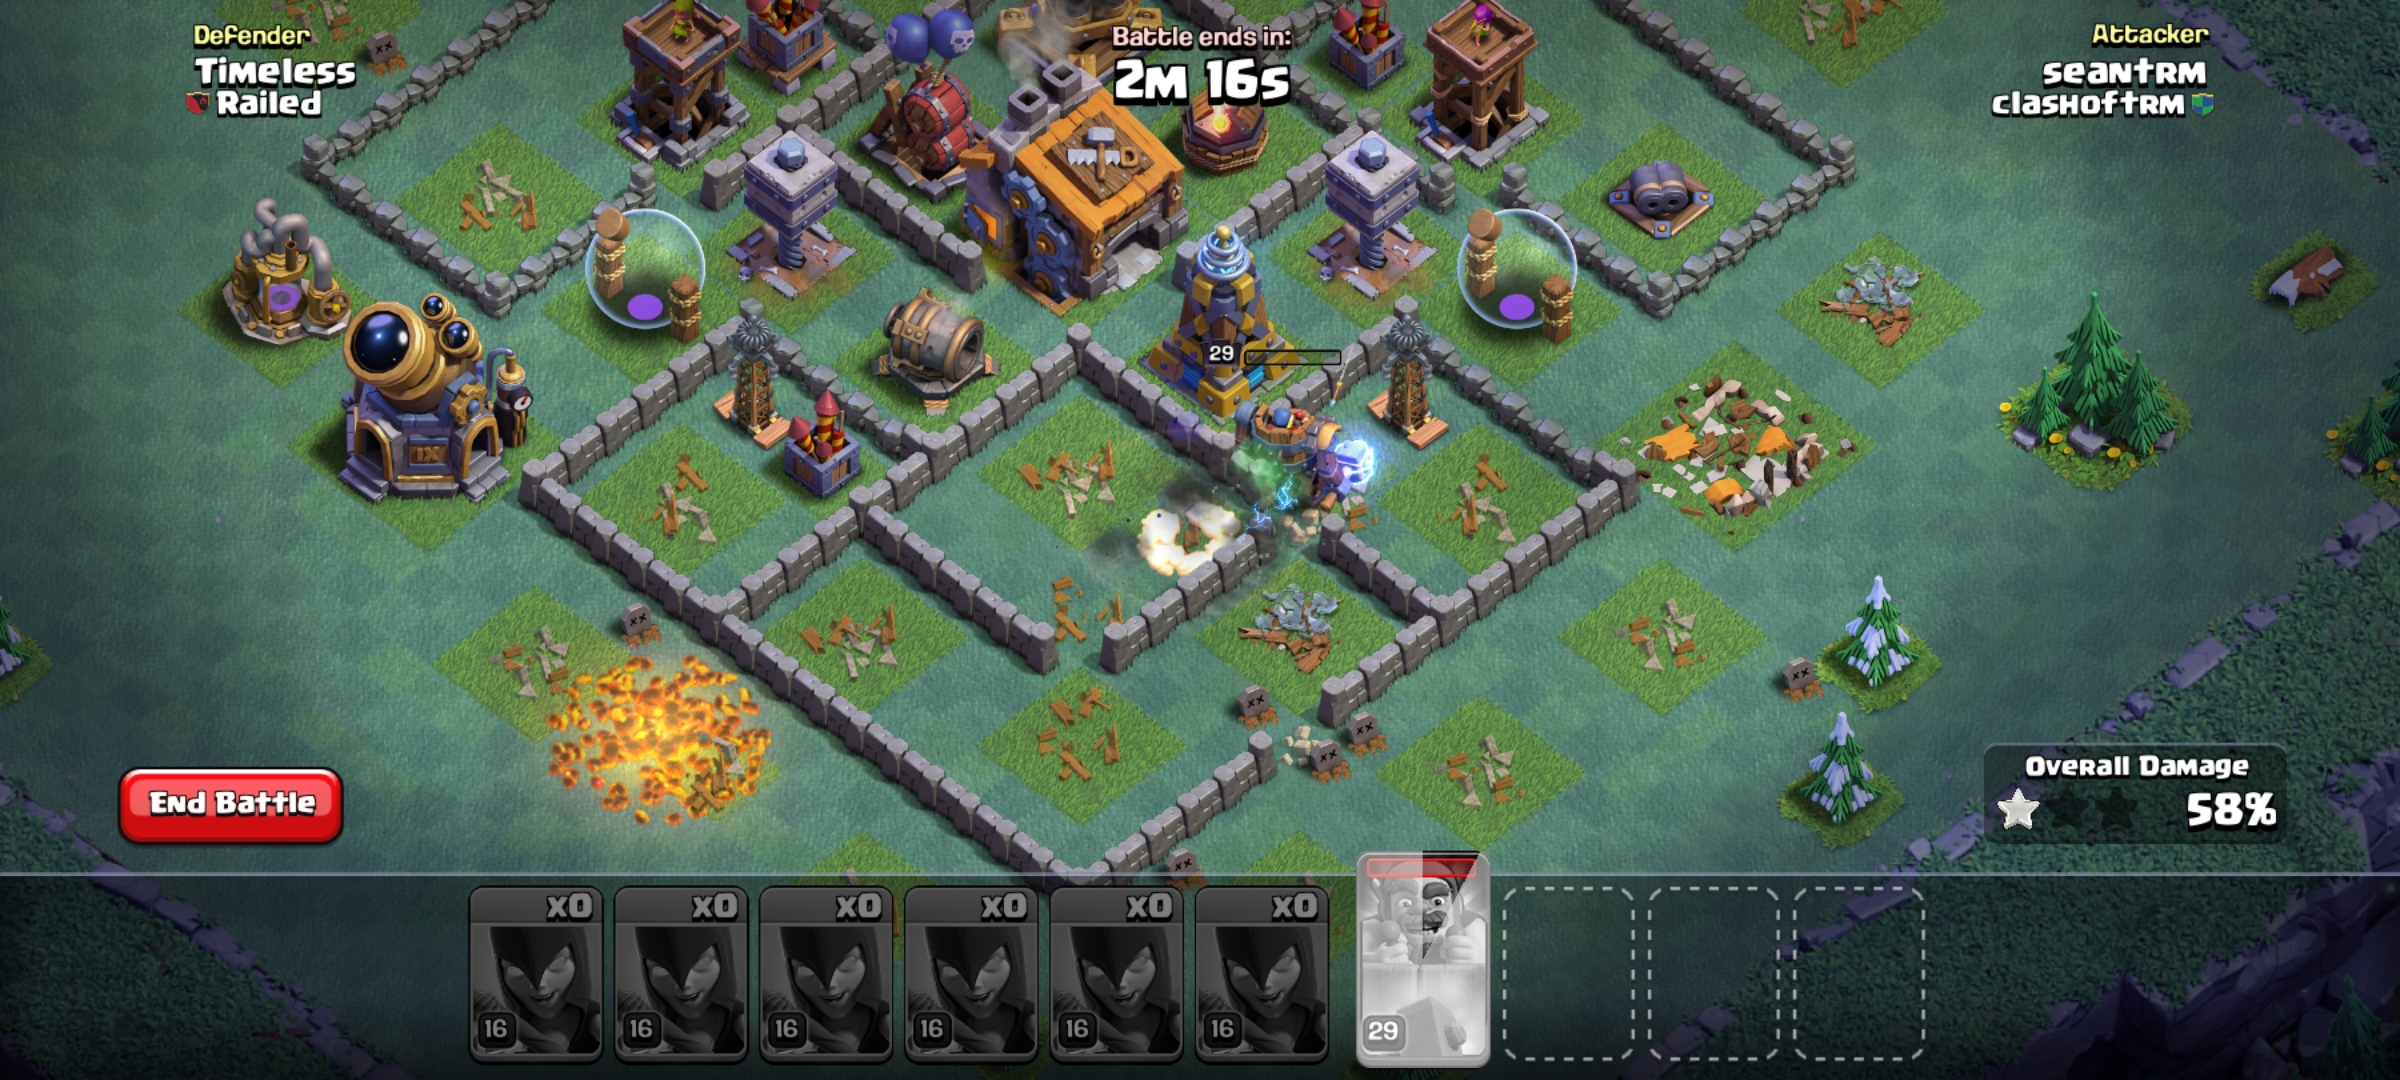 Defender
Timeless
Railed
Battle ends in:
2M 16s
Attacker
seantRM
clashoftRM
29
IX
End Battle
Overall Damage
58%
x0
x0
x0
x0
x0
x0
16
16
16
16
16
16
29